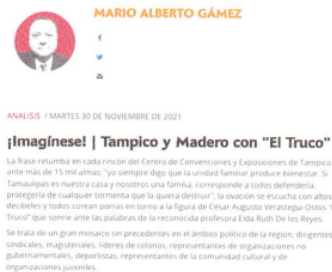 MARIO ALBERTO GÁMEZ
ANALISIS / MARTES 30 DE NOVIEMBRE DE 2021
¡Imagínese! | Tampico y Madero con "El Truco"
La frase retumba en cada rincón del Centro de Convenciones y Exposiciones de Tampico
ante más de 15 mil almas: "yo siempre digo que la unidad familiar produce bienestar. Si
Tamaulipas es nuestra casa y nosotros una familia, corresponde a todos defenderla,
protegerla de cualquier tormenta que la quiera destruir", la ovación se escucha con altos
decibeles y todos corean porras en torno a la figura de César Augusto Verástegui Ostos. "El
Truco" que sonríe ante las palabras de la reconocida profesora Elda Ruth De los Reyes.
Se trata de un gran mosaico sin precedentes en el ámbito político de la región, dirigentes
sindicales, magisteriales, líderes de colonos, representantes de organizaciones no
gubernamentales, deportistas, representantes de la comunidad cultural y de
organizaciones juveniles.